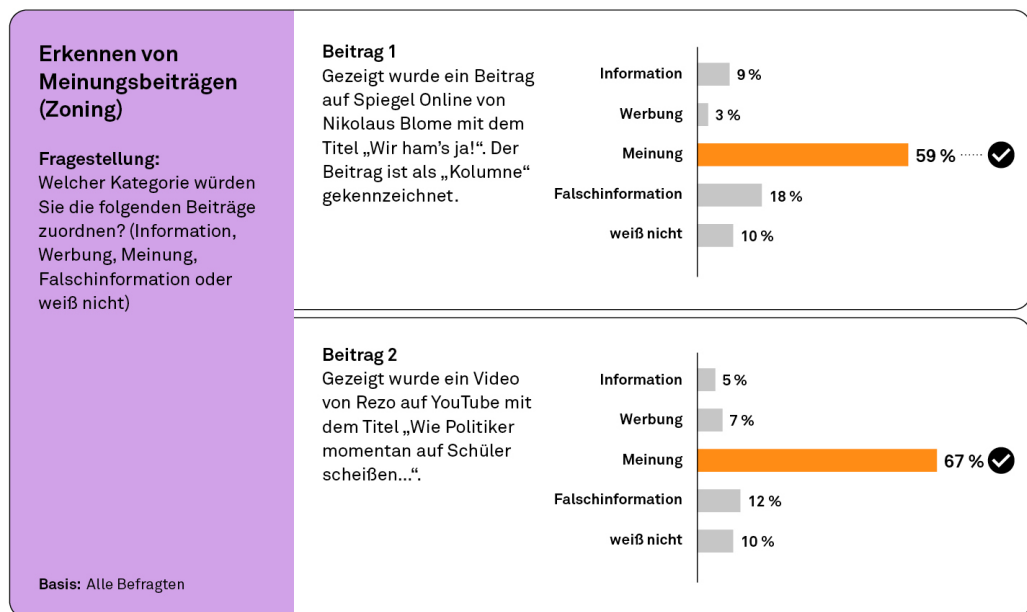 Erkennen von
Meinungsbeiträgen
(Zoning)
Fragestellung:
Welcher Kategorie würden
Sie die folgenden Beiträge
zuordnen? (Information,
Werbung, Meinung,
Falschinformation oder
weiß nicht)
Basis: Alle Befragten
Beitrag 1
Gezeigt wurde ein Beitrag
auf Spiegel Online von
Nikolaus Blome mit dem
Titel „Wir ham’s ja!“. Der
Beitrag ist als „Kolumne“
gekennzeichnet.
Information 9 %
Werbung 3 %
Meinung 59 %
Falschinformation 18 %
weiß nicht 10 %
Beitrag 2
Gezeigt wurde ein Video
von Rezo auf YouTube mit
dem Titel „Wie Politiker
momentan auf Schüler
scheißen...“.
Information 5 %
Werbung 7 %
Meinung 67 %
Falschinformation 12 %
weiß nicht 10 %